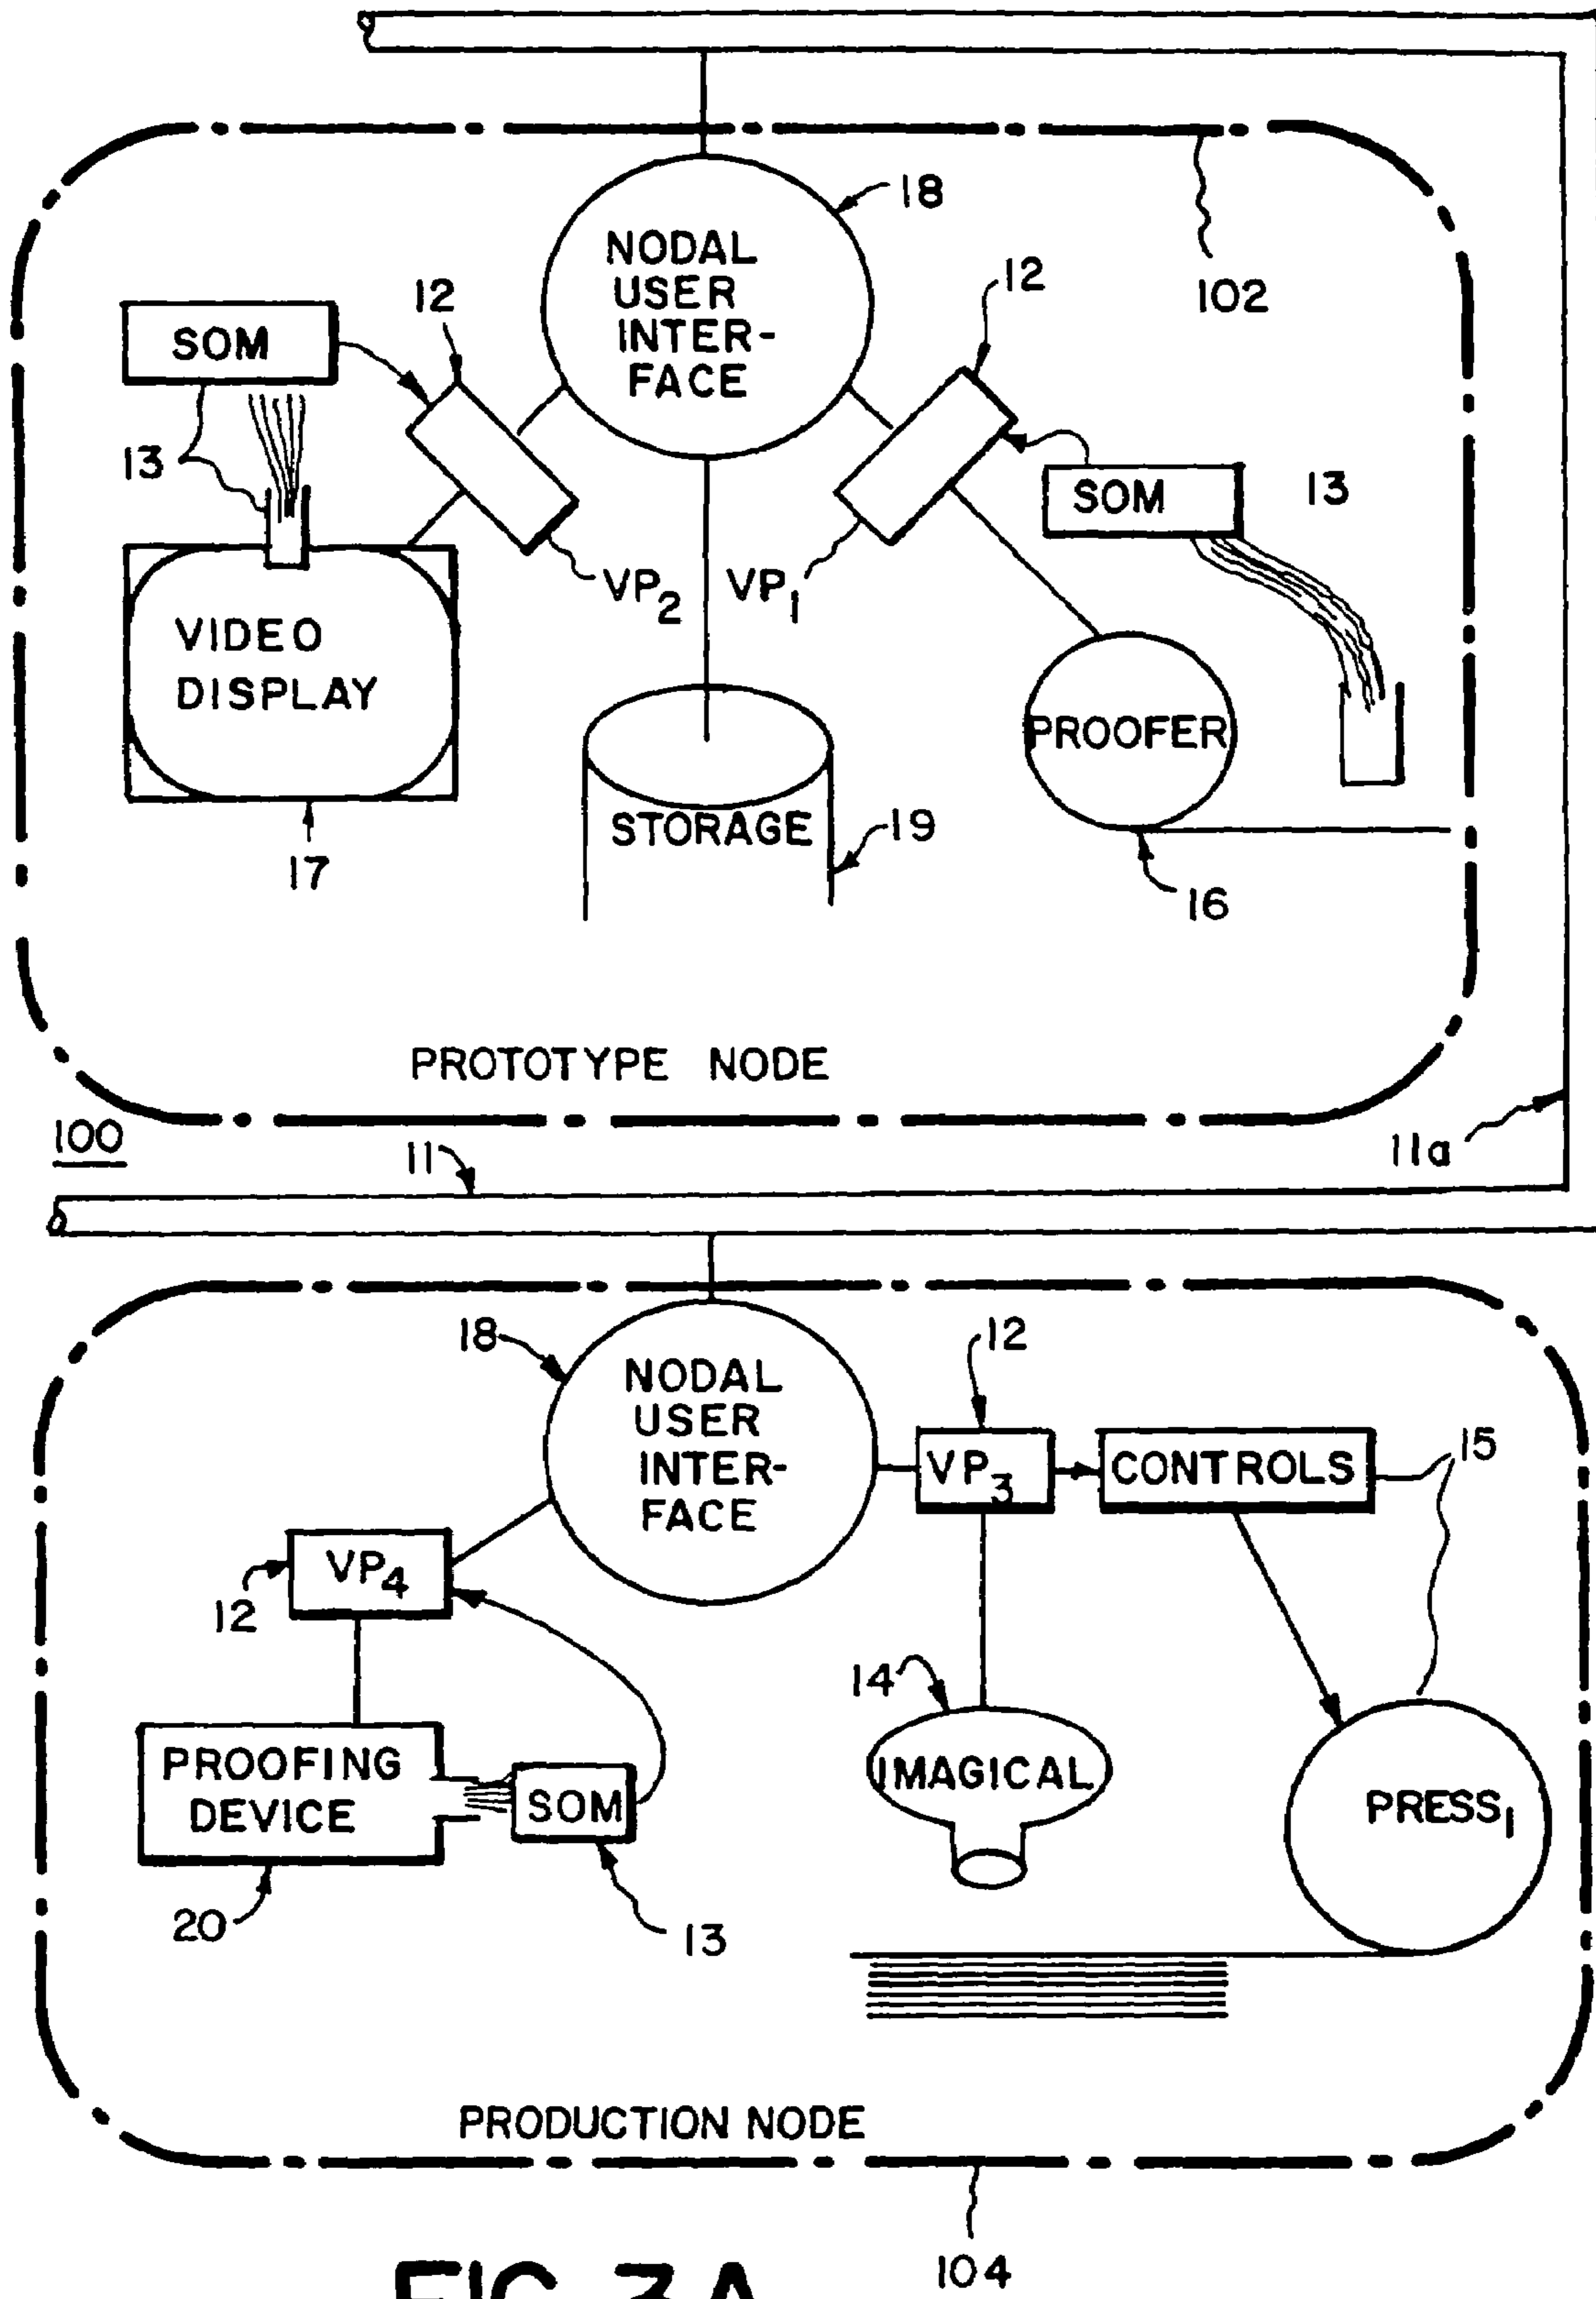 18
NODAL
USER
INTER-
FACE
102
12
12
SOM
13
SOM
13
VP2
VP1
VIDEO
DISPLAY
PROOFER
STORAGE
19
17
16
PROTOTYPE NODE
100
11
11a
18
NODAL
USER
INTER-
FACE
12
VP3
CONTROLS
15
VP4
12
14
IMAGICAL
PROOFING
DEVICE
SOM
PRESS1
20
13
PRODUCTION NODE
104
FIG. 3A